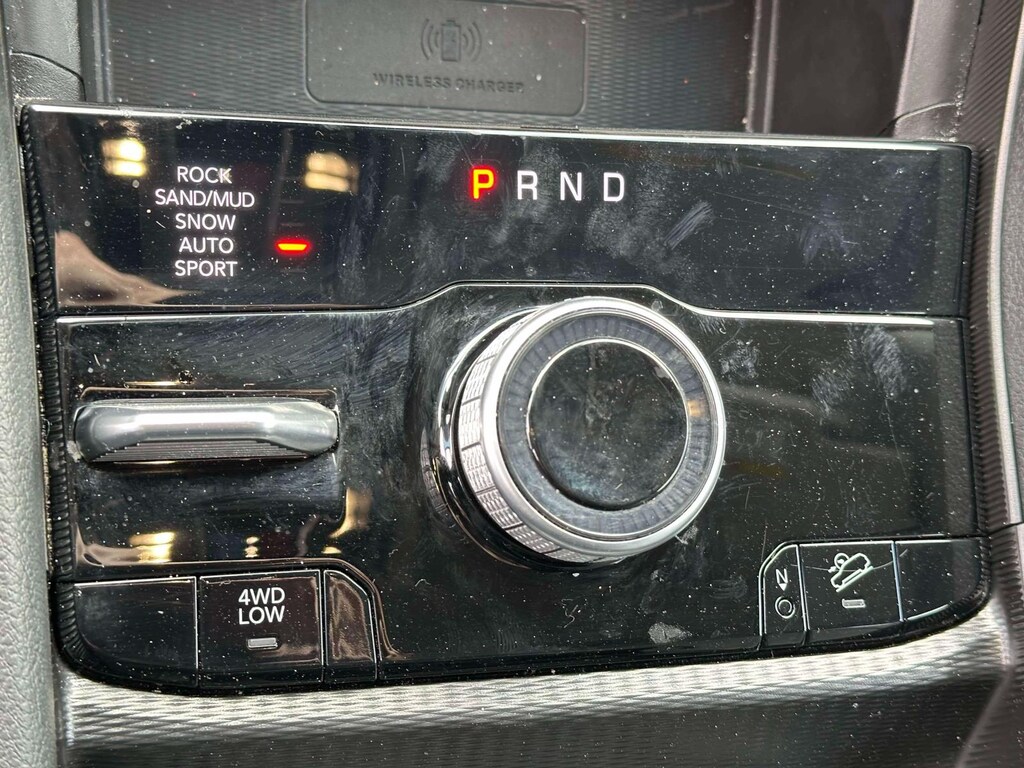 WIRELESS CHARGER
ROCK
SAND/MUD
SNOW
AUTO
SPORT
P R N D
4WD
LOW
N